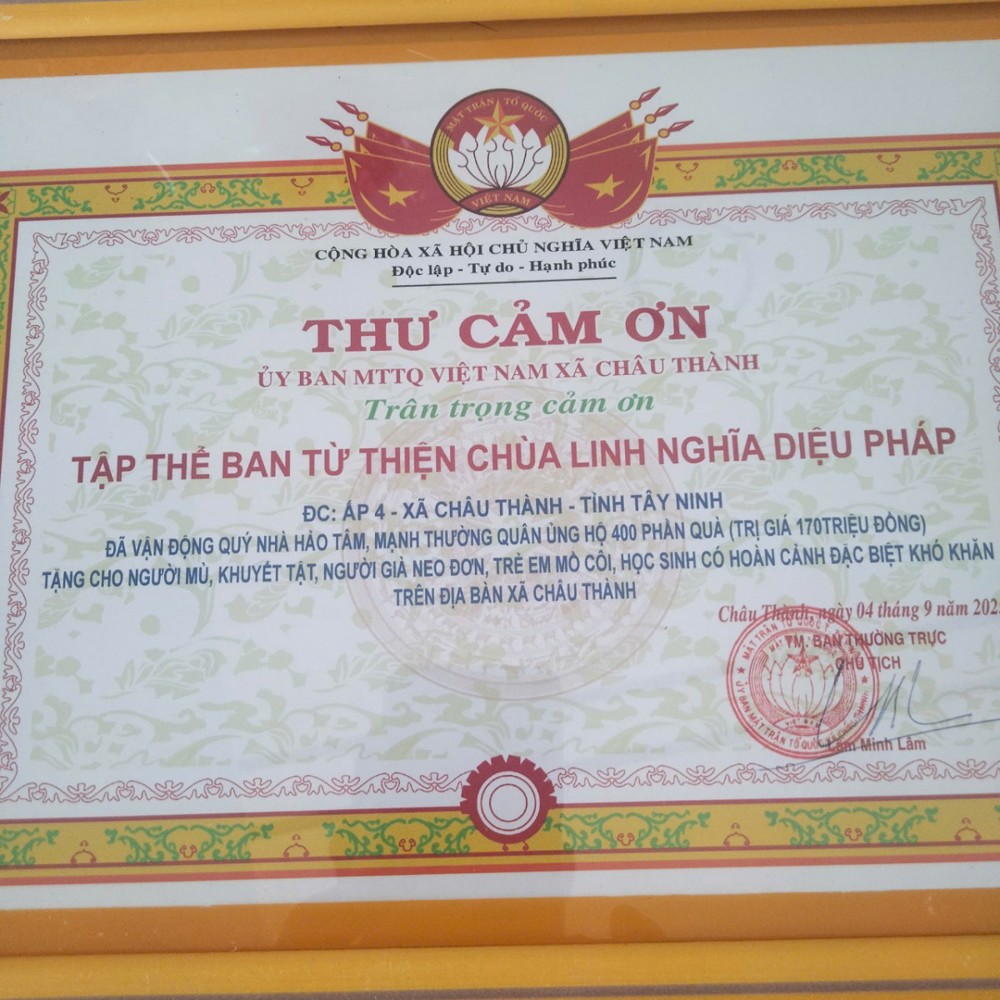 MẶT TRẬN TỔ QUỐC
VIỆT NAM
CỘNG HÒA XÃ HỘI CHỦ NGHĨA VIỆT NAM
Độc lập - Tự do - Hạnh phúc
THƯ CẢM ƠN
ỦY BAN MTTQ VIỆT NAM XÃ CHÂU THÀNH
Trân trọng cảm ơn
TẬP THỂ BAN TỪ THIỆN CHÙA LINH NGHĨA DIỆU PHÁP
ĐC: ẤP 4 - XÃ CHÂU THÀNH - TỈNH TÂY NINH
ĐÃ VẬN ĐỘNG QUÝ NHÀ HẢO TÂM, MẠNH THƯỜNG QUÂN ỦNG HỘ 400 PHẦN QUÀ (TRỊ GIÁ 170TRIỆU ĐỒNG)
TẶNG CHO NGƯỜI MÙ, KHUYẾT TẬT, NGƯỜI GIÀ NEO ĐƠN, TRẺ EM MỒ CÔI, HỌC SINH CÓ HOÀN CẢNH ĐẶC BIỆT KHÓ KHĂN
TRÊN ĐỊA BÀN XÃ CHÂU THÀNH
Châu Thành, ngày 04 tháng 9 năm
TM. BAN THƯỜNG TRỰC
CHỦ TỊCH
Lâm Minh Lâm